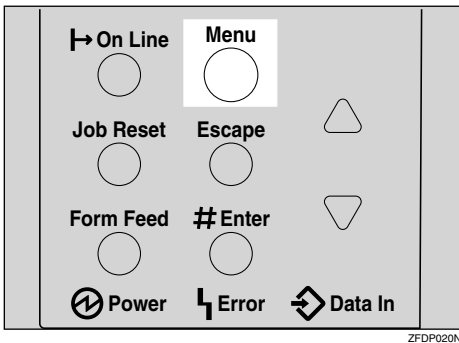 On Line Menu
Job Reset Escape
Form Feed # Enter
Power Error Data In
ZFDP020N